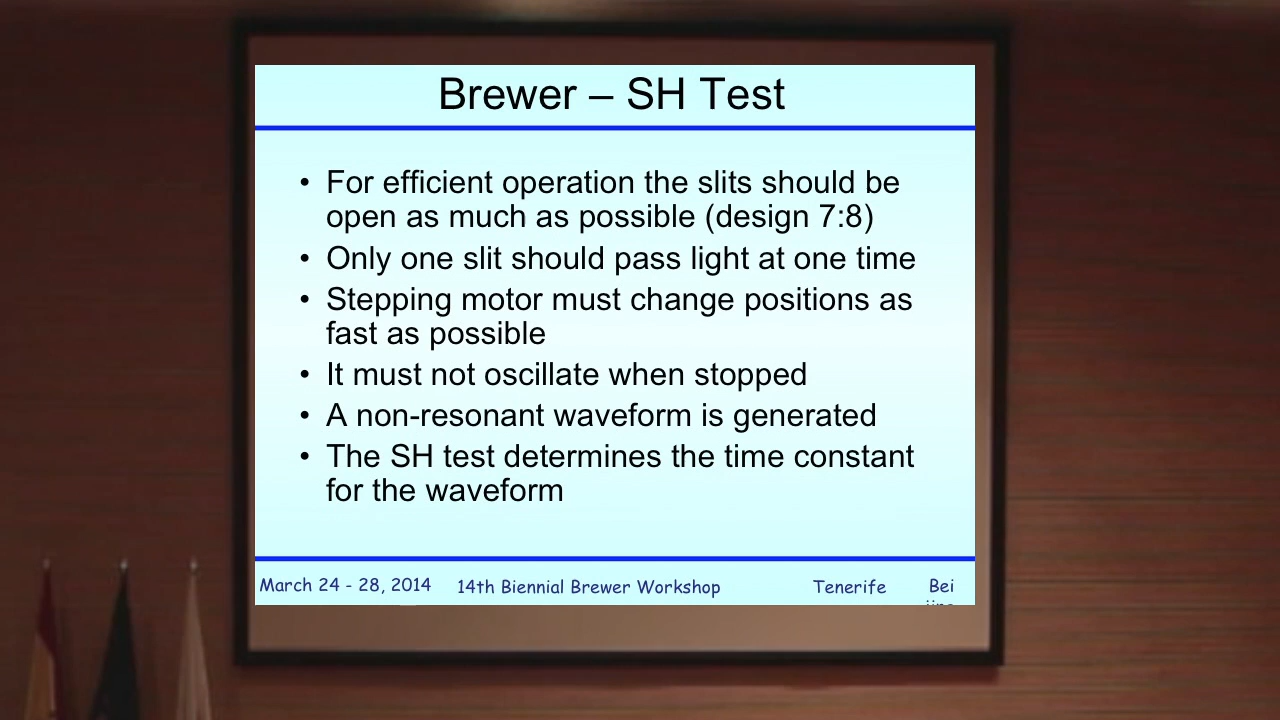 Brewer – SH Test
• For efficient operation the slits should be
open as much as possible (design 7:8)
• Only one slit should pass light at one time
• Stepping motor must change positions as
fast as possible
• It must not oscillate when stopped
• A non-resonant waveform is generated
• The SH test determines the time constant
for the waveform
March 24 - 28, 2014 14th Biennial Brewer Workshop Tenerife Bei